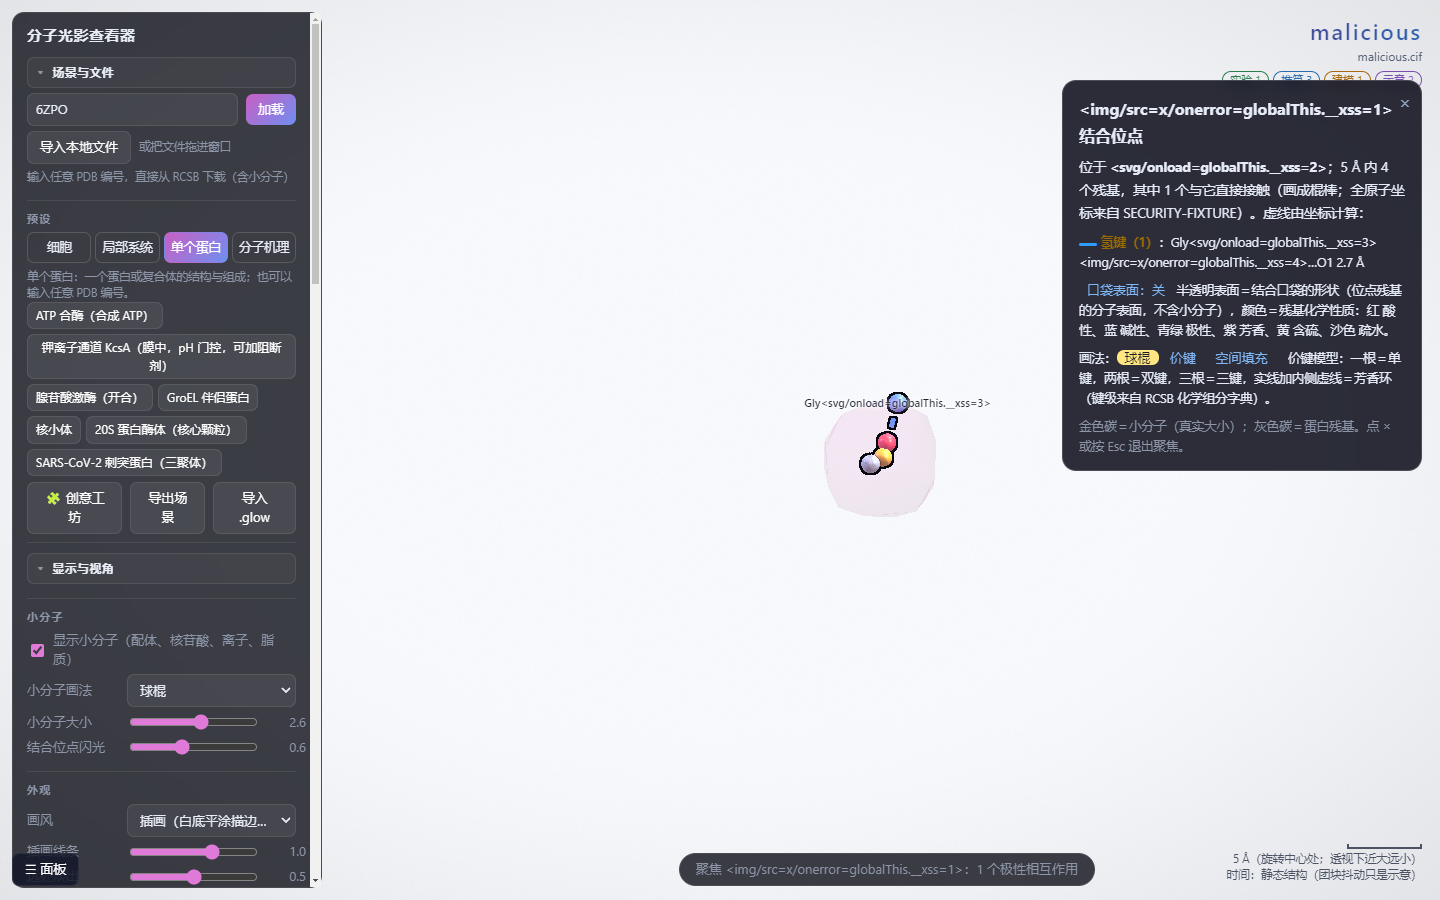 分子光影查看器
场景与文件
6ZPO
加载
导入本地文件
或把文件拖进窗口
输入任意 PDB 编号，直接从 RCSB 下载（含小分子）
预设
细胞
局部系统
单个蛋白
分子机理
单个蛋白：一个蛋白或复合体的结构与组成；也可以
输入任意 PDB 编号。
ATP 合酶（合成 ATP）
钾离子通道 KcsA（膜中，pH 门控，可加阻断
剂）
腺苷酸激酶（开合）
GroEL 伴侣蛋白
核小体
20S 蛋白酶体（核心颗粒）
SARS-CoV-2 刺突蛋白（三聚体）
🧩 创意工
坊
导出场
景
导入
.glow
显示与视角
小分子
显示小分子（配体、核苷酸、离子、脂
质）
小分子画法
球棍
小分子大小
2.6
结合位点闪光
0.6
外观
画风
插画（白底平涂描边...
插画线条
1.0
☰ 面板
0.5
Gly<svg/onload=globalThis.__xss=3>
malicious
malicious.cif
实验 1
推算 3
建模 1
示意 2
<img/src=x/onerror=globalThis.__xss=1>
结合位点
×
位于 <svg/onload=globalThis.__xss=2>；5 Å 内 4
个残基，其中 1 个与它直接接触（画成棍棒；全原子坐
标来自 SECURITY-FIXTURE）。虚线由坐标计算：
氢键（1）：Gly<svg/onload=globalThis.__xss=3>
<img/src=x/onerror=globalThis.__xss=4>…O1 2.7 Å
口袋表面：关 半透明表面＝结合口袋的形状（位点残基
的分子表面，不含小分子），颜色＝残基化学性质：红 酸
性、蓝 碱性、青绿 极性、紫 芳香、黄 含硫、沙色 疏水。
画法： 球棍 价键 空间填充 价键模型：一根＝单
键，两根＝双键，三根＝三键，实线加内侧虚线＝芳香环
（键级来自 RCSB 化学组分字典）。
金色碳＝小分子（真实大小）；灰色碳＝蛋白残基。点 ×
或按 Esc 退出聚焦。
聚焦 <img/src=x/onerror=globalThis.__xss=1>：1 个极性相互作用
5 Å（旋转中心处；透视下近大远小）
时间：静态结构（团块抖动只是示意）